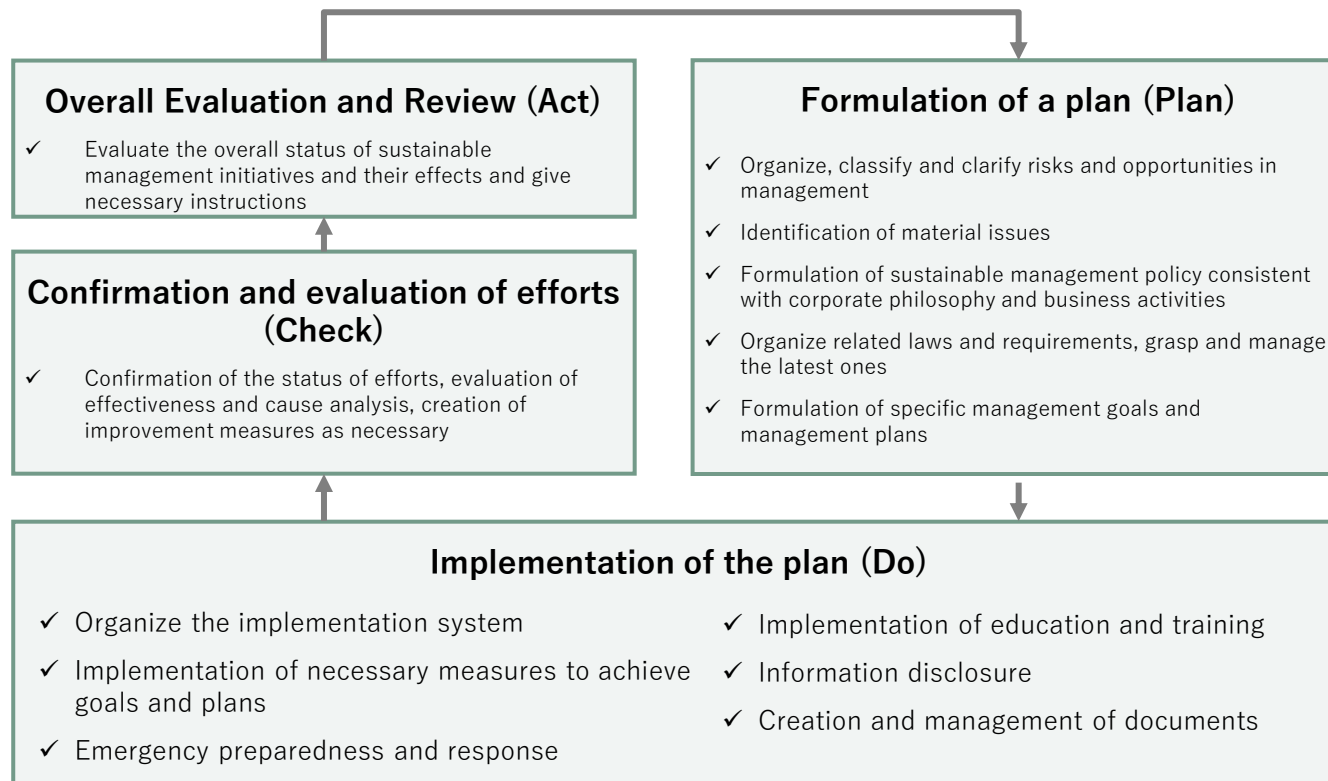 Overall Evaluation and Review (Act)
✓ Evaluate the overall status of sustainable
management initiatives and their effects and give
necessary instructions
Confirmation and evaluation of efforts
(Check)
✓ Confirmation of the status of efforts, evaluation of
effectiveness and cause analysis, creation of
improvement measures as necessary
Formulation of a plan (Plan)
✓ Organize, classify and clarify risks and opportunities in
management
✓ Identification of material issues
✓ Formulation of sustainable management policy consistent
with corporate philosophy and business activities
✓ Organize related laws and requirements, grasp and manage
the latest ones
✓ Formulation of specific management goals and
management plans
Implementation of the plan (Do)
✓ Organize the implementation system
✓ Implementation of necessary measures to achieve
goals and plans
✓ Emergency preparedness and response
✓ Implementation of education and training
✓ Information disclosure
✓ Creation and management of documents